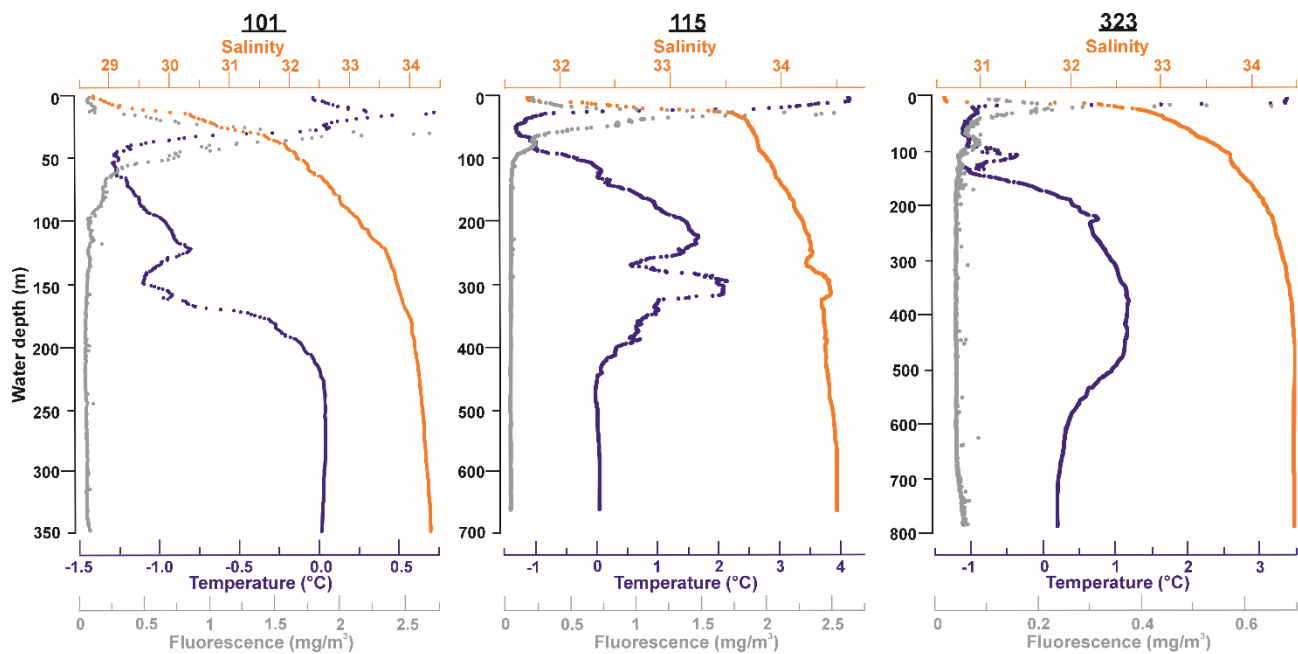 101
Salinity
29 30 31 32 33 34
0
50
100
150
200
250
300
350
Water depth (m)
-1.5 -1.0 -0.5 0.0 0.5
Temperature (°C)
0 0.5 1 1.5 2 2.5
Fluorescence (mg/m³)
115
Salinity
32 33 34
0
100
200
300
400
500
600
700
-1 0 1 2 3 4
Temperature (°C)
0 0.5 1 1.5 2 2.5
Fluorescence (mg/m³)
323
Salinity
31 32 33 34
0
100
200
300
400
500
600
700
800
-1 0 1 2 3
Temperature (°C)
0 0.2 0.4 0.6
Fluorescence (mg/m³)